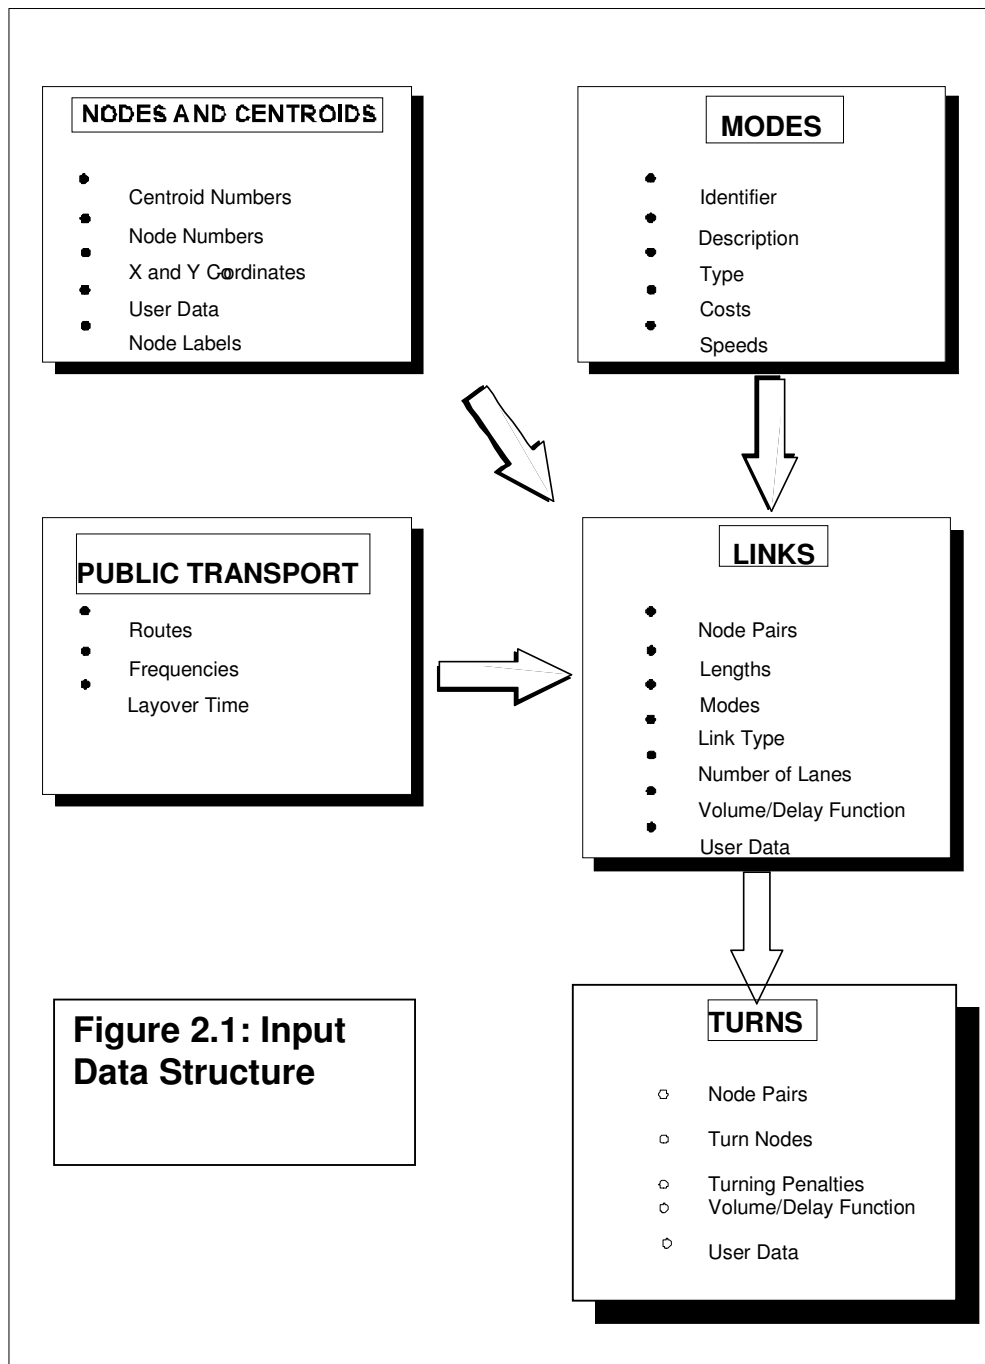 NODES AND CENTROIDS
Centroid Numbers
Node Numbers
X and Y Co-ordinates
User Data
Node Labels
MODES
Identifier
Description
Type
Costs
Speeds
PUBLIC TRANSPORT
Routes
Frequencies
Layover Time
LINKS
Node Pairs
Lengths
Modes
Link Type
Number of Lanes
Volume/Delay Function
User Data
Figure 2.1: Input
Data Structure
TURNS
Node Pairs
Turn Nodes
Turning Penalties
Volume/Delay Function
User Data